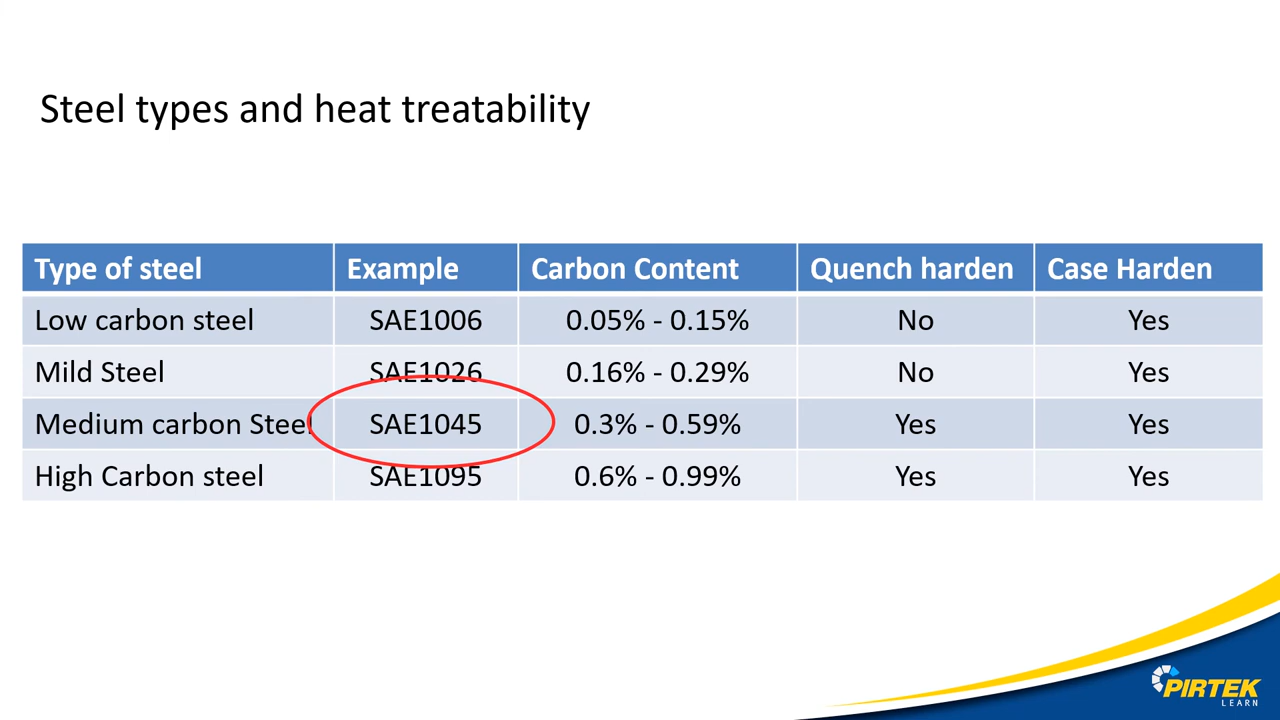 Steel types and heat treatability
Type of steel Example Carbon Content Quench harden Case Harden
Low carbon steel SAE1006 0.05% - 0.15% No Yes
Mild Steel SAE1026 0.16% - 0.29% No Yes
Medium carbon Steel SAE1045 0.3% - 0.59% Yes Yes
High Carbon steel SAE1095 0.6% - 0.99% Yes Yes
PIRTEK
LEARN